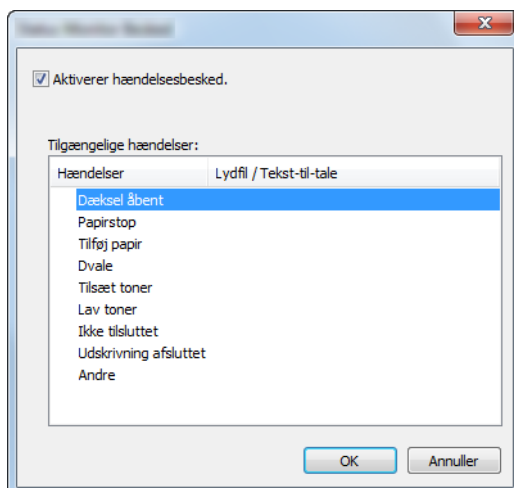 Aktiverer hændelsesbesked.
Tilgængelige hændelser:
Hændelser Lydfil / Tekst-til-tale
Dæksel åbent
Papirstop
Tilføj papir
Dvale
Tilsæt toner
Lav toner
Ikke tilsluttet
Udskrivning afsluttet
Andre
OK Annuller